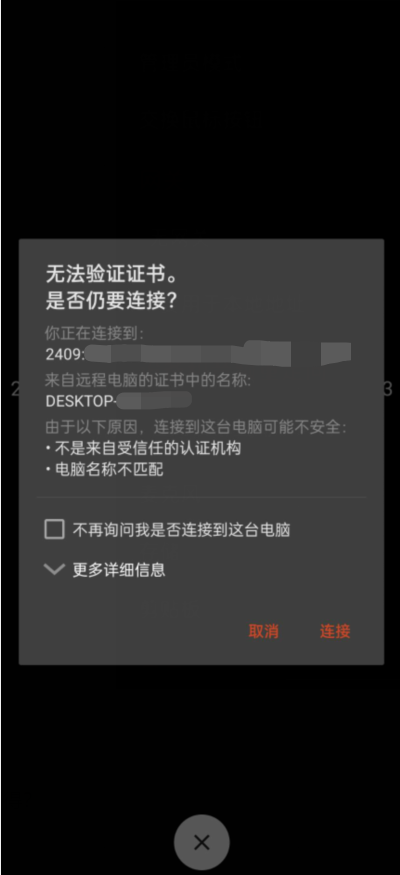 无法验证证书。
是否仍要连接？
你正在连接到：
2409:
来自远程电脑的证书中的名称:
DESKTOP-
由于以下原因，连接到这台电脑可能不安全：
• 不是来自受信任的认证机构
• 电脑名称不匹配
不再询问我是否连接到这台电脑
更多详细信息
取消 连接